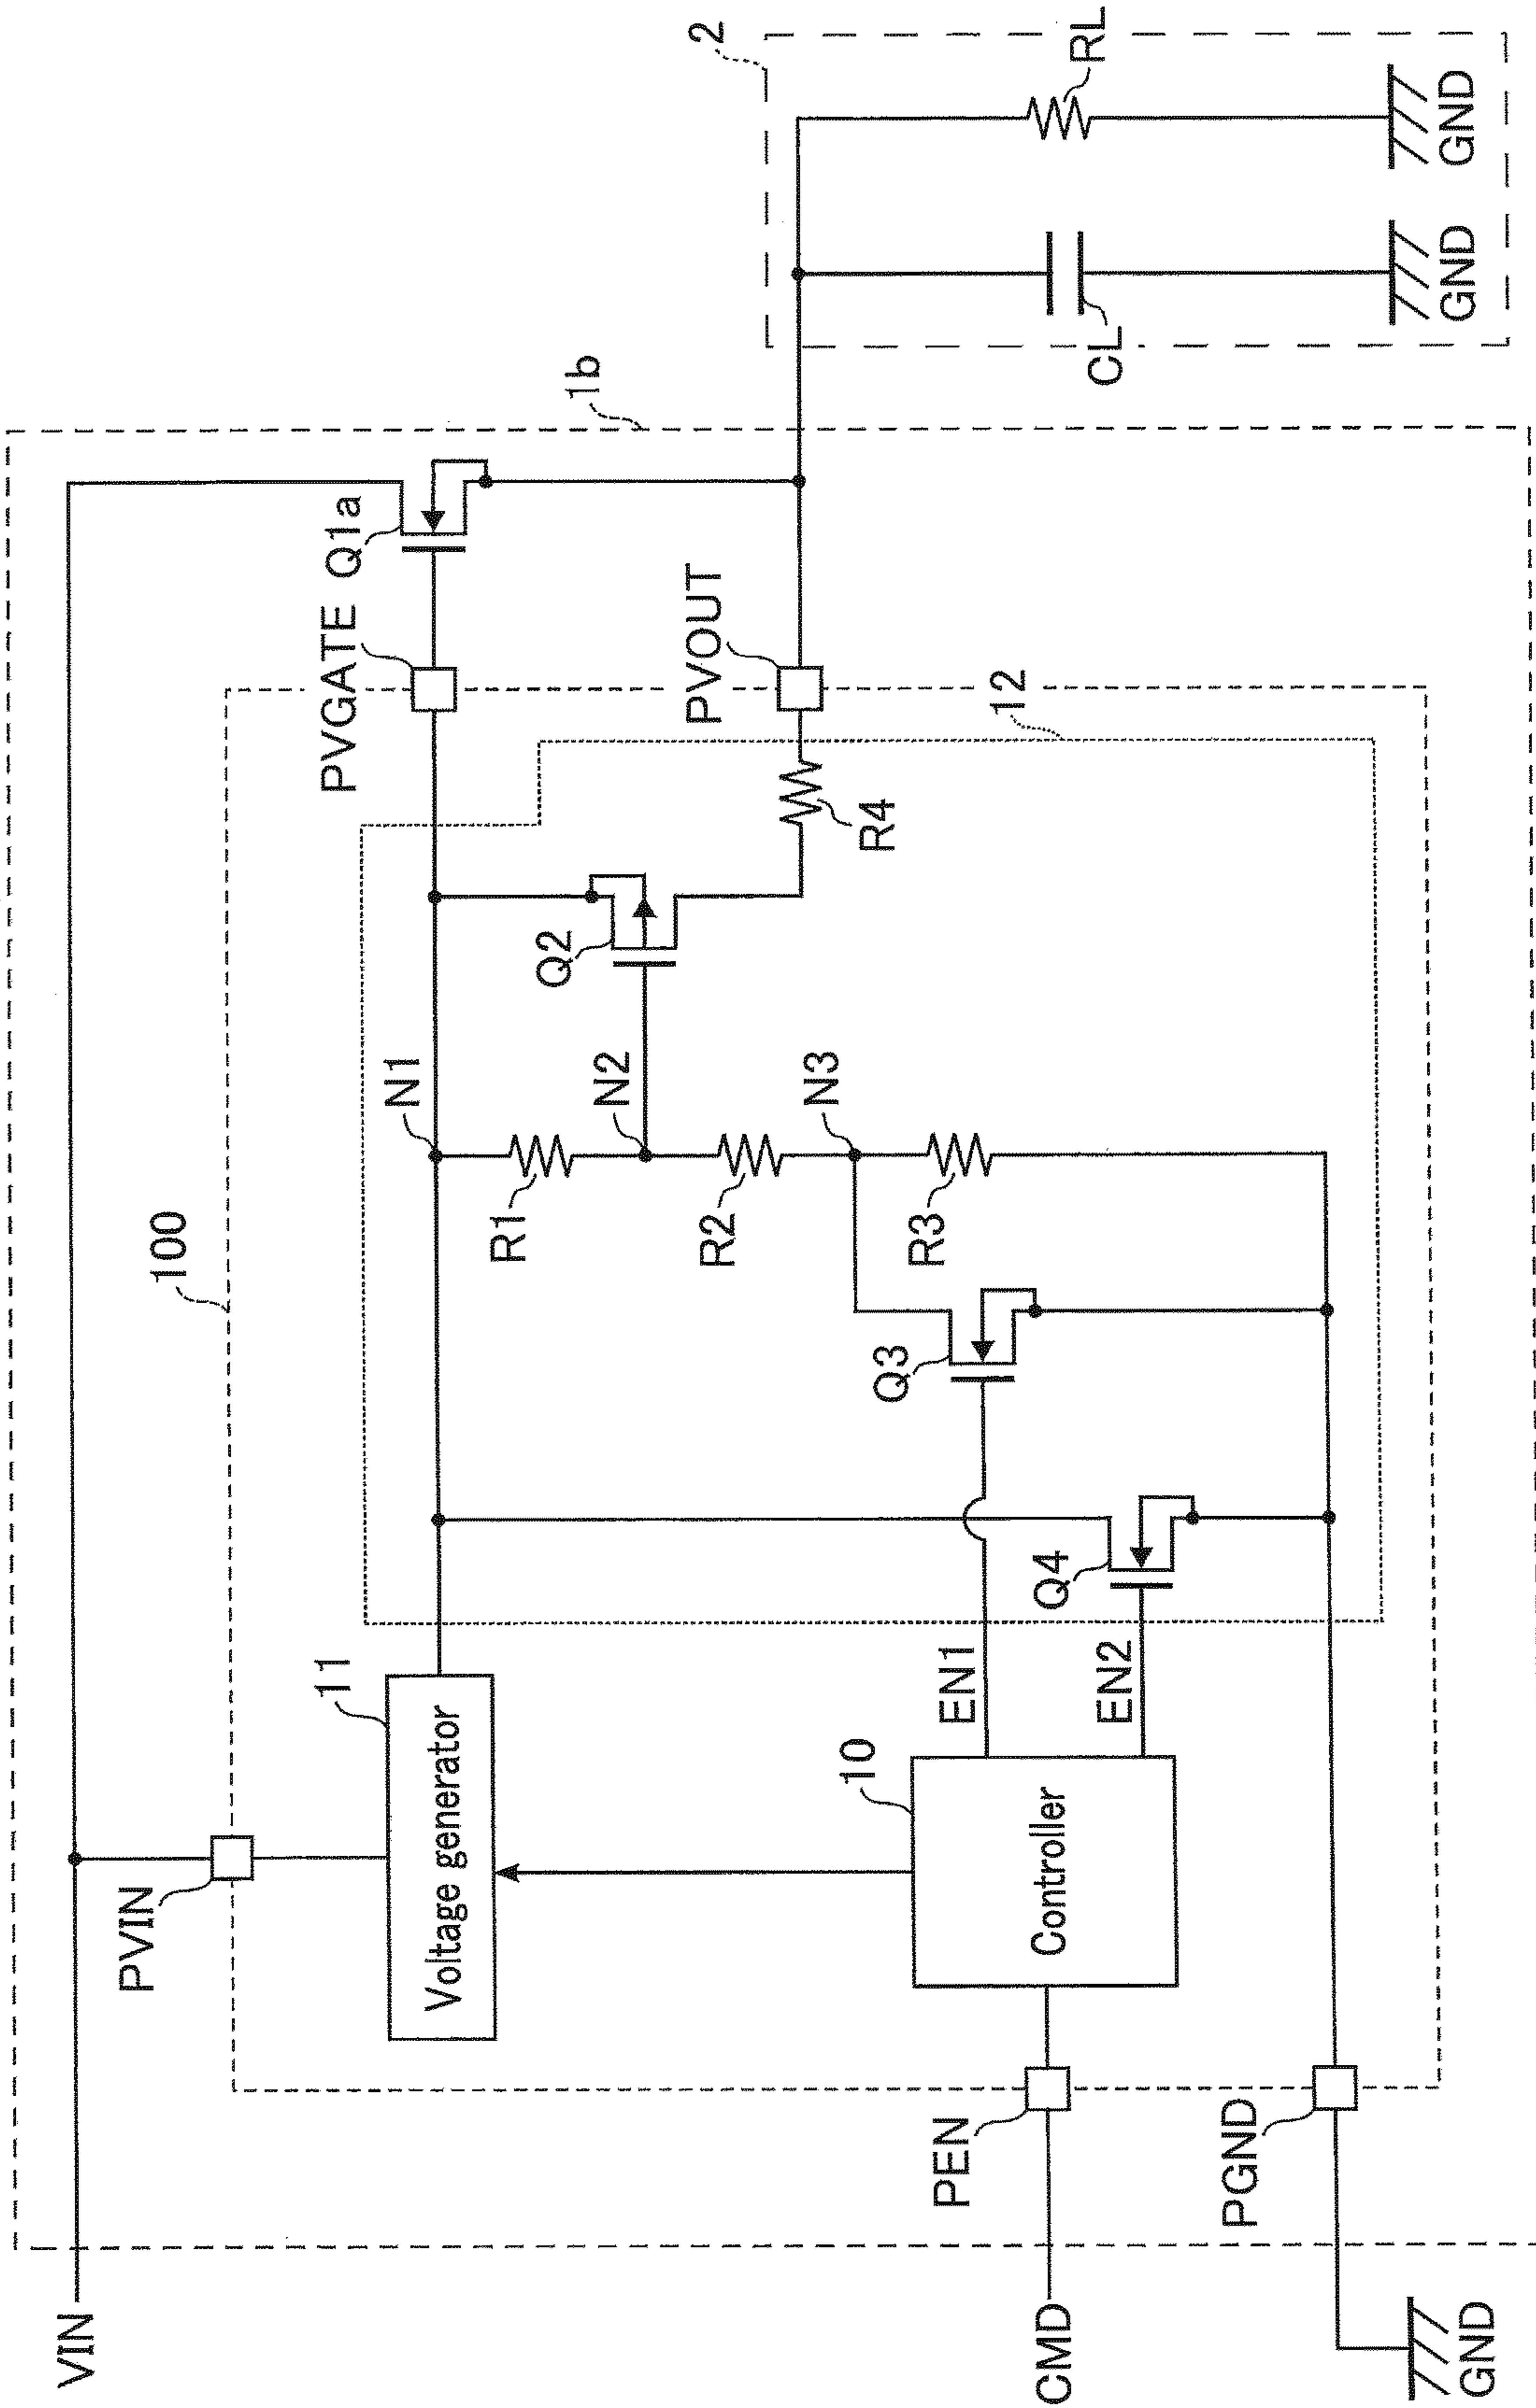 1b
2
VIN
PVIN
100
PVGATE
Q1a
11
Voltage generator
N1
R1
Q2
N2
PVOUT
R2
R4
N3
12
RL
CL
10
Controller
EN1
Q3
R3
EN2
Q4
PEN
CMD
PGND
GND
GND
GND